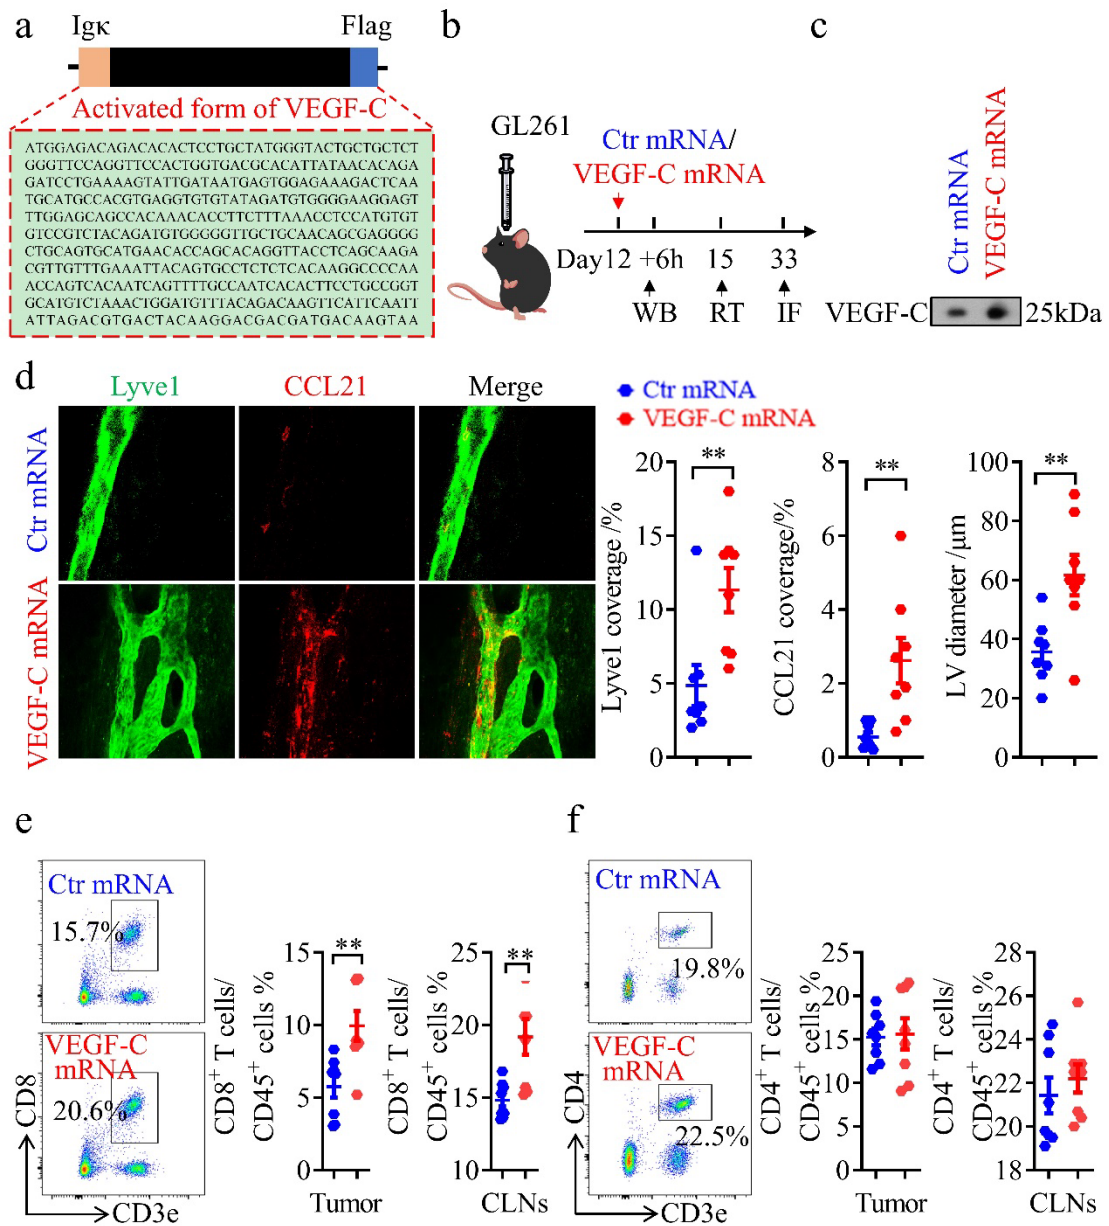 a
Igκ
Flag
Activated form of VEGF-C
ATGGAGACAGACACACTCCTGCTATGGGTACTGCTGCTCT
GGGTTCCAGGTTCCACTGGTGACGCACATTATAACACAGA
GATCCTGAAAAGTATTGATAATGAGTGGAGAAAGACTCAA
TGCATGCCACGTGAGGTGTGTATAGATGTGGGGAAGGAGT
TTGGAGCAGCCACAAACACCTTCTTTAAACCTCCATGTGT
GTCCGTCTACAGATGTGGGGGTTGCTGCAACAGCGAGGGG
CTGCAGTGCATGAACACCAGCACAGGTTACCTCAGCAAGA
CGTTGTTTGAAATTACAGTGCCTCTCTCACAAGGCCCCAA
ACCAGTCACAATCAGTTTTGCCAATCACACTTCCTGCCGGT
GCATGTCTAAACTGGATGTTTACAGACAAGTTCATTCAATT
ATTAGACGTGACTACAAGGACGACGATGACAAGTAA
b
GL261
Ctr mRNA/
VEGF-C mRNA
Day12 +6h 15 33
WB RT IF
c
Ctr mRNA
VEGF-C mRNA
VEGF-C
25kDa
d
Lyve1
CCL21
Merge
Ctr mRNA
VEGF-C mRNA
Ctr mRNA
VEGF-C mRNA
Lyve1 coverage /%
20
15
10
5
0
**
CCL21 coverage/%
8
6
4
2
0
**
LV diameter /μm
100
80
60
40
20
0
**
e
Ctr mRNA
15.7%
VEGF-C
mRNA
20.6%
CD8
CD3e
CD8+ T cells/
CD45+ cells %
15
10
5
0
**
Tumor
CD8+ T cells/
CD45+ cells %
25
20
15
10
**
CLNs
f
Ctr mRNA
19.8%
VEGF-C
mRNA
22.5%
CD4
CD3e
CD4+ T cells/
CD45+ cells %
25
20
15
10
5
0
Tumor
CD4+ T cells/
CD45+ cells %
28
26
24
22
20
18
CLNs